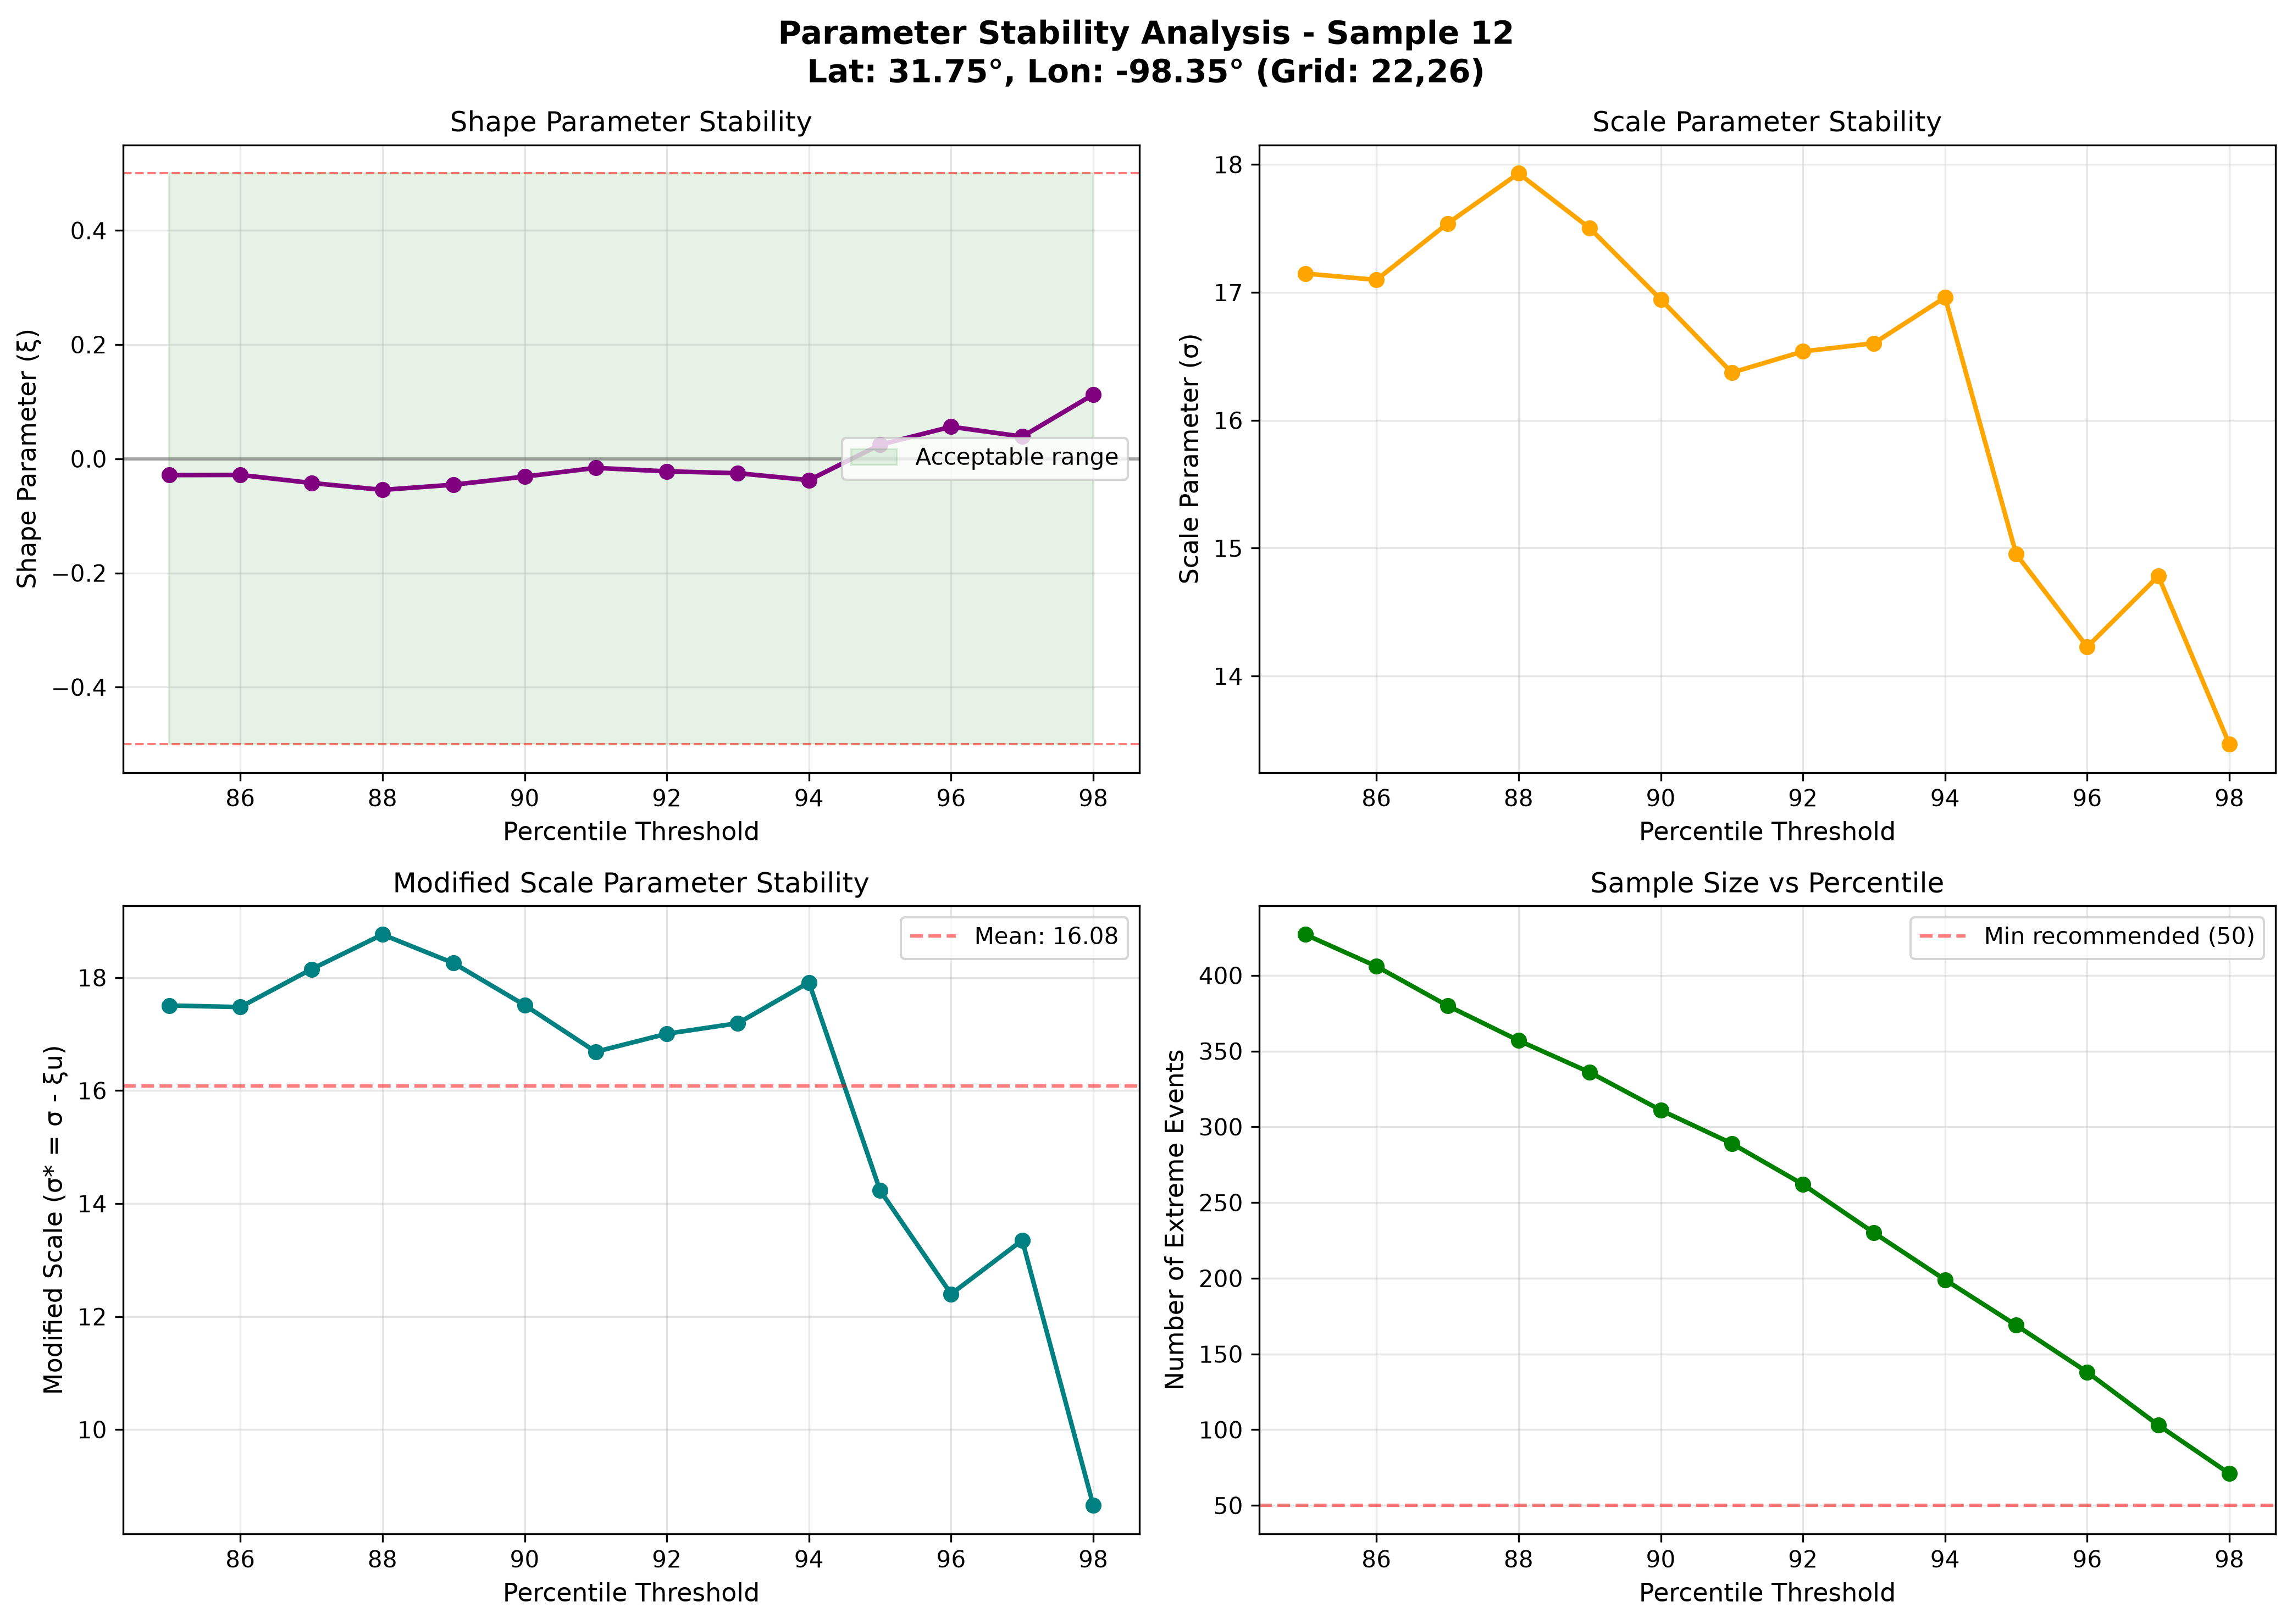 Parameter Stability Analysis - Sample 12
Lat: 31.75°, Lon: -98.35° (Grid: 22,26)
Shape Parameter Stability
Shape Parameter (ξ)
0.4
0.2
0.0
−0.2
−0.4
Acceptable range
86 88 90 92 94 96 98
Percentile Threshold
Scale Parameter Stability
Scale Parameter (σ)
18
17
16
15
14
86 88 90 92 94 96 98
Percentile Threshold
Modified Scale Parameter Stability
Modified Scale (σ* = σ - ξu)
Mean: 16.08
18
16
14
12
10
86 88 90 92 94 96 98
Percentile Threshold
Sample Size vs Percentile
Number of Extreme Events
Min recommended (50)
400
350
300
250
200
150
100
50
86 88 90 92 94 96 98
Percentile Threshold